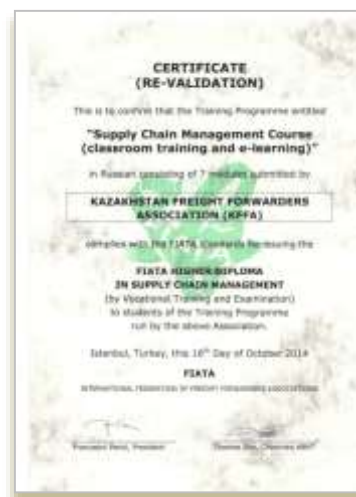 CERTIFICATE
(RE-VALIDATION)
This is to confirm that the Training Programme entitled
"Supply Chain Management Course
(classroom training and e-learning)"
in Russian consisting of 7 modules submitted by
KAZAKHSTAN FREIGHT FORWARDERS
ASSOCIATION (KFFA)
complies with the FIATA standards for issuing the
FIATA HIGHER DIPLOMA
IN SUPPLY CHAIN MANAGEMENT
(by Vocational Training and Examination)
to students of the Training Programme
run by the above Association.
Istanbul, Turkey, this 16th Day of October 2014
FIATA
INTERNATIONAL FEDERATION OF FREIGHT FORWARDERS ASSOCIATIONS
President
Chairman